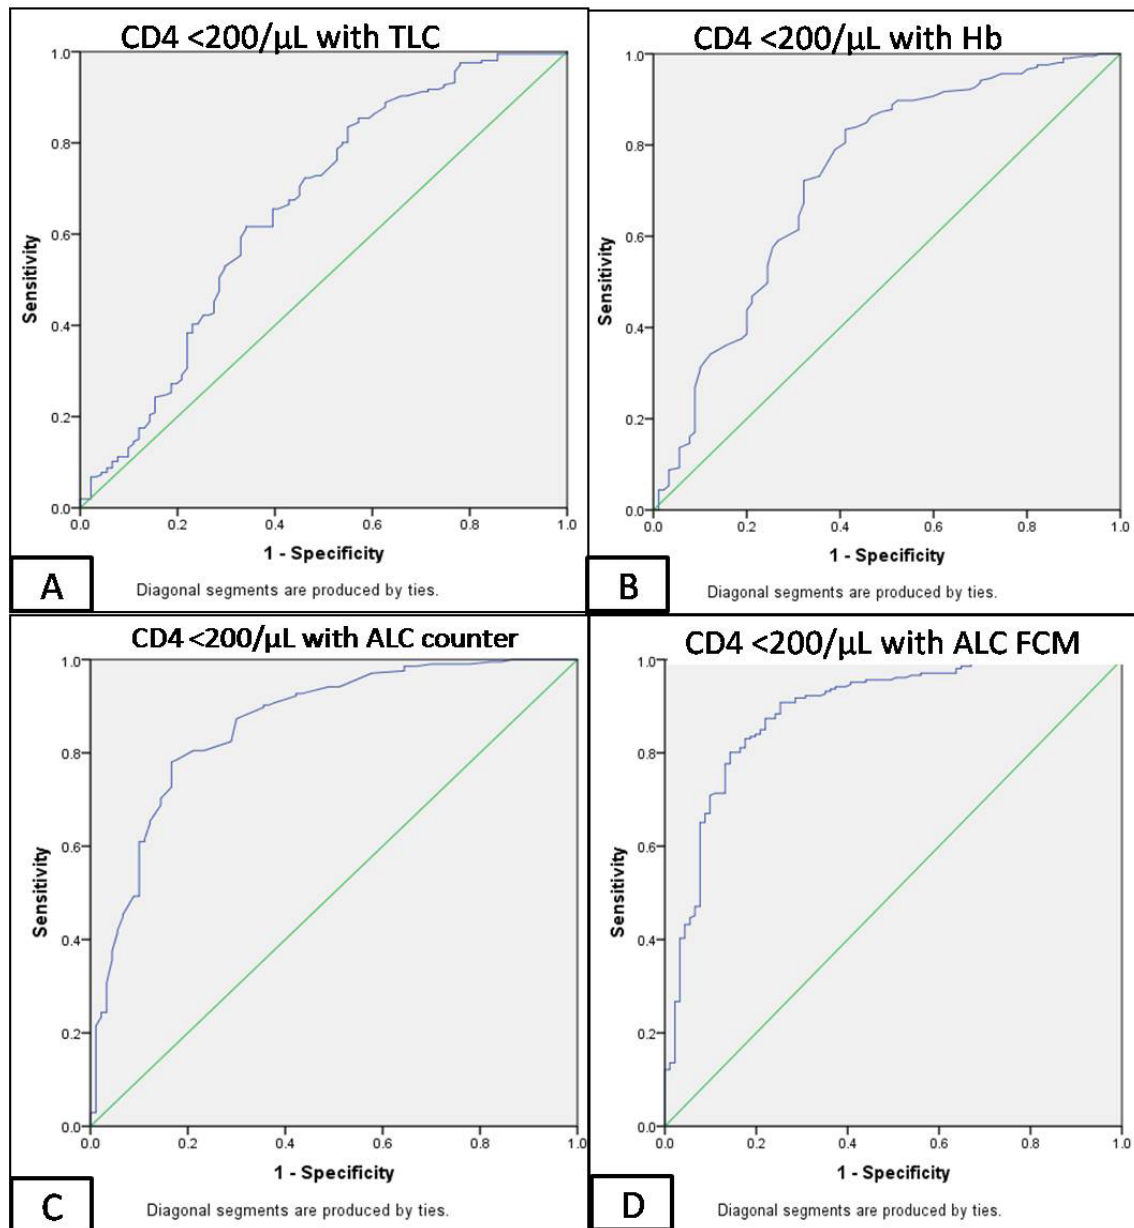 CD4 <200/µL with TLC
1.0
0.8
0.6
0.4
0.2
0.0
Sensitivity
0.0 0.2 0.4 0.6 0.8 1.0
1 - Specificity
A
Diagonal segments are produced by ties.
CD4 <200/µL with Hb
1.0
0.8
0.6
0.4
0.2
0.0
Sensitivity
0.0 0.2 0.4 0.6 0.8 1.0
1 - Specificity
B
Diagonal segments are produced by ties.
CD4 <200/µL with ALC counter
1.0
0.8
0.6
0.4
0.2
0.0
Sensitivity
0.0 0.2 0.4 0.6 0.8 1.0
1 - Specificity
C
Diagonal segments are produced by ties.
CD4 <200/µL with ALC FCM
1.0
0.8
0.6
0.4
0.2
0.0
Sensitivity
0.0 0.2 0.4 0.6 0.8 1.0
1 - Specificity
D
Diagonal segments are produced by ties.